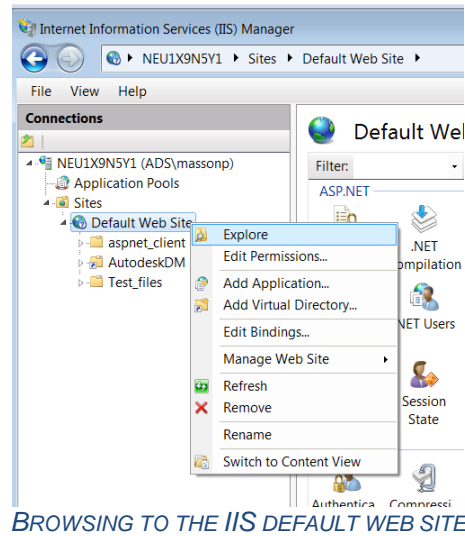 Internet Information Services (IIS) Manager
NEU1X9N5Y1 Sites Default Web Site
File View Help
Connections
NEU1X9N5Y1 (ADS\massonp)
Application Pools
Sites
Default Web Site
aspnet_client
AutodeskDM
Test_files
Explore
Edit Permissions...
Add Application...
Add Virtual Directory...
Edit Bindings...
Manage Web Site
Refresh
Remove
Rename
Switch to Content View
Default We
Filter:
ASP.NET
.NET
mpilation
NET Users
Session
State
Authentica Compressi
BROWSING TO THE IIS DEFAULT WEB SITE